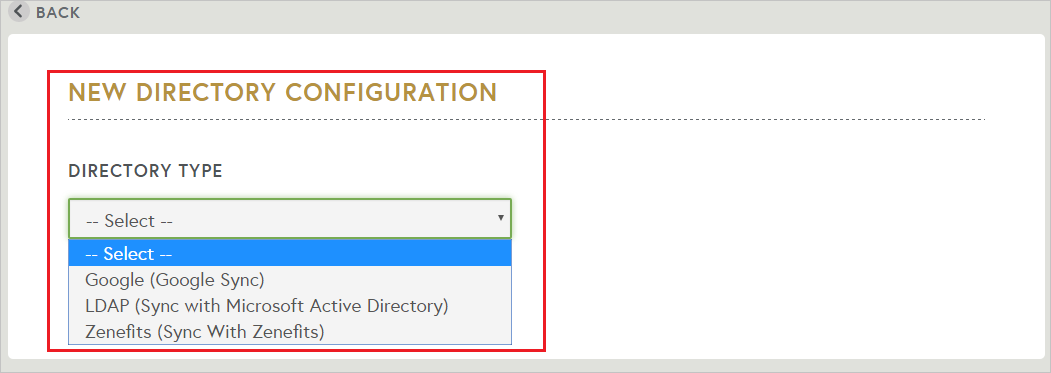 BACK
NEW DIRECTORY CONFIGURATION
DIRECTORY TYPE
-- Select --
-- Select --
Google (Google Sync)
LDAP (Sync with Microsoft Active Directory)
Zenefits (Sync With Zenefits)